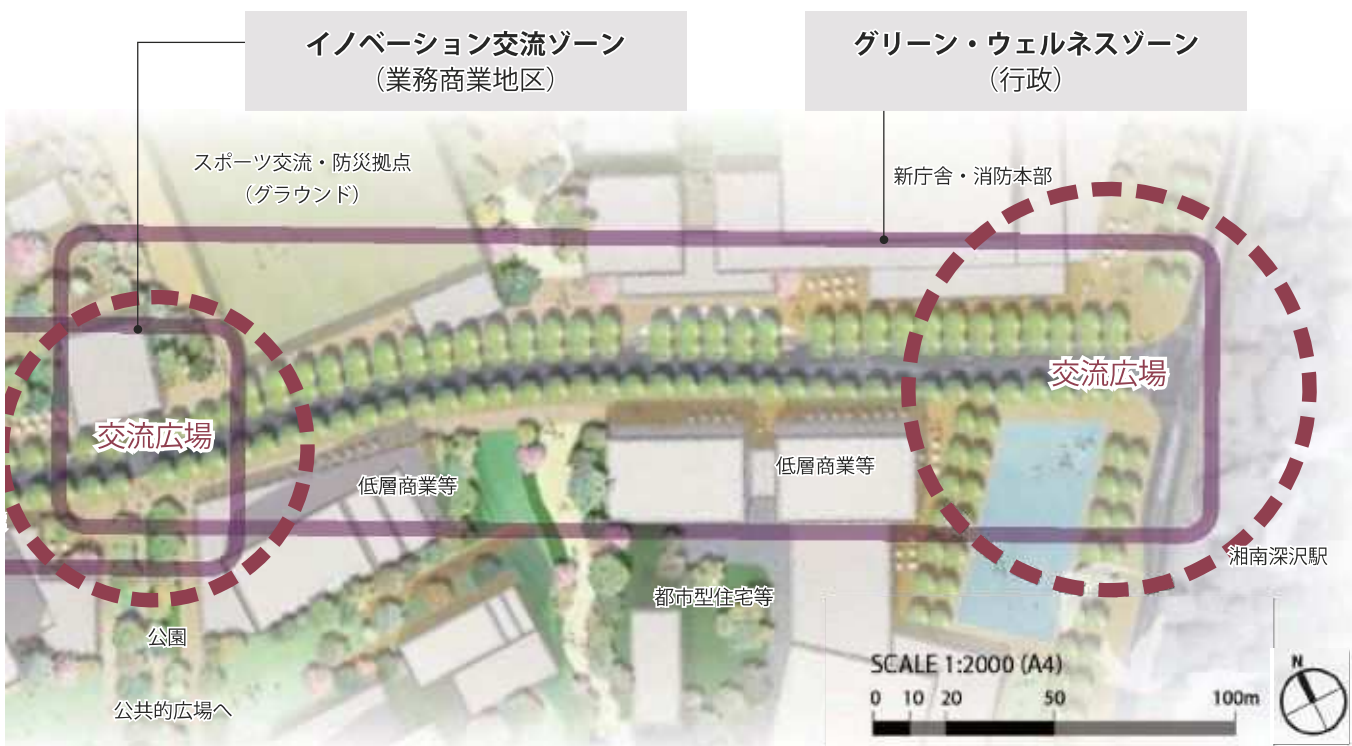 イノベーション交流ゾーン
（業務商業地区）
グリーン・ウェルネスゾーン
（行政）
スポーツ交流・防災拠点
（グラウンド）
新庁舎・消防本部
交流広場
交流広場
低層商業等
低層商業等
湘南深沢駅
都市型住宅等
公園
公共的広場へ
SCALE 1:2000 (A4)
0 10 20 50 100m
N